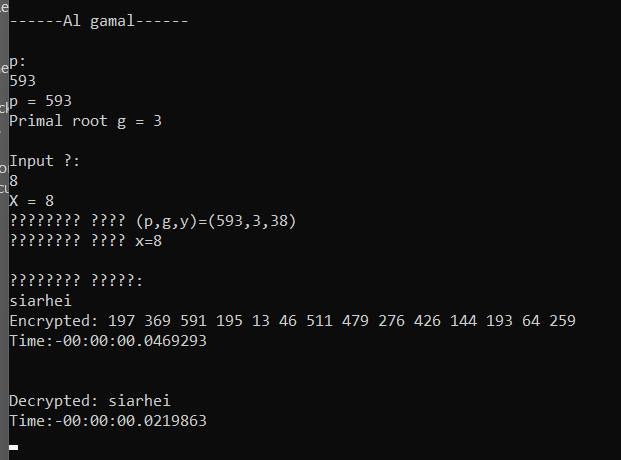 ------Al gamal------
p:
593
p = 593
Primal root g = 3
Input ?:
8
X = 8
???????? ???? (p,g,y)=(593,3,38)
???????? ???? x=8
???????? ?????:
siarhei
Encrypted: 197 369 591 195 13 46 511 479 276 426 144 193 64 259
Time:-00:00:00.0469293
Decrypted: siarhei
Time:-00:00:00.0219863